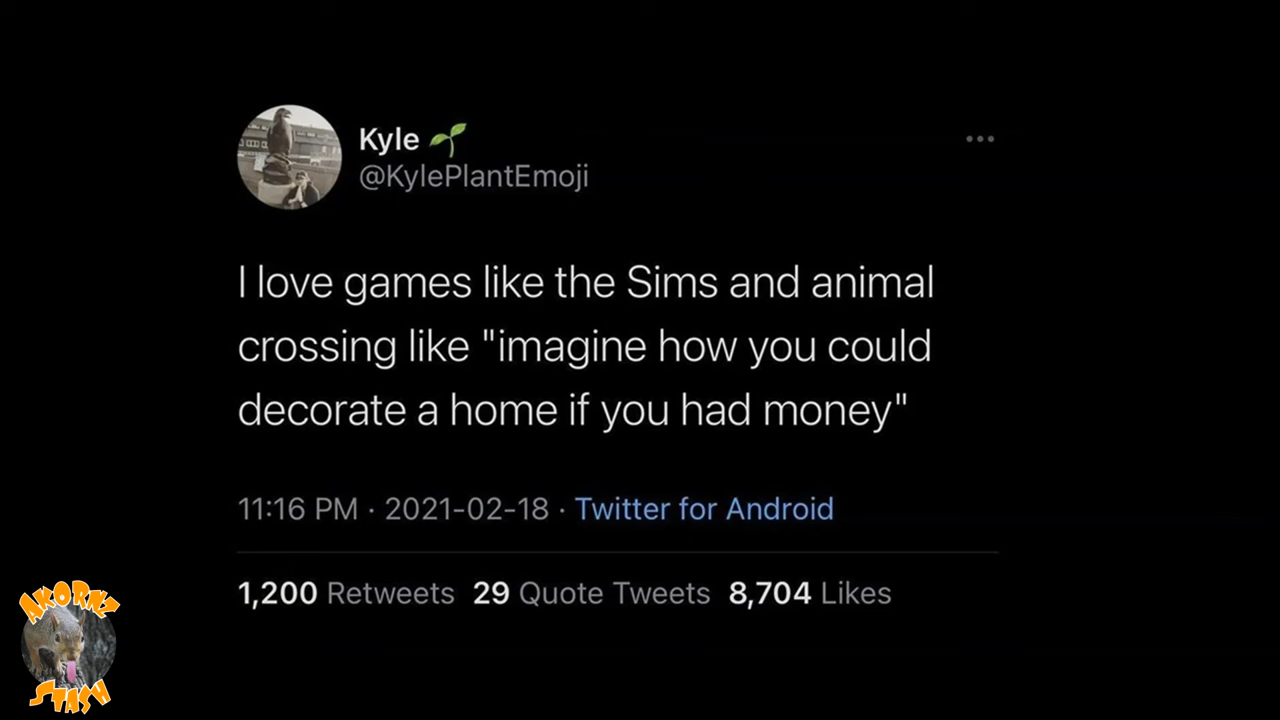 Kyle 🌱
@KylePlantEmoji
I love games like the Sims and animal
crossing like "imagine how you could
decorate a home if you had money"
11:16 PM · 2021-02-18 · Twitter for Android
1,200 Retweets 29 Quote Tweets 8,704 Likes
AKORNZ
STASH